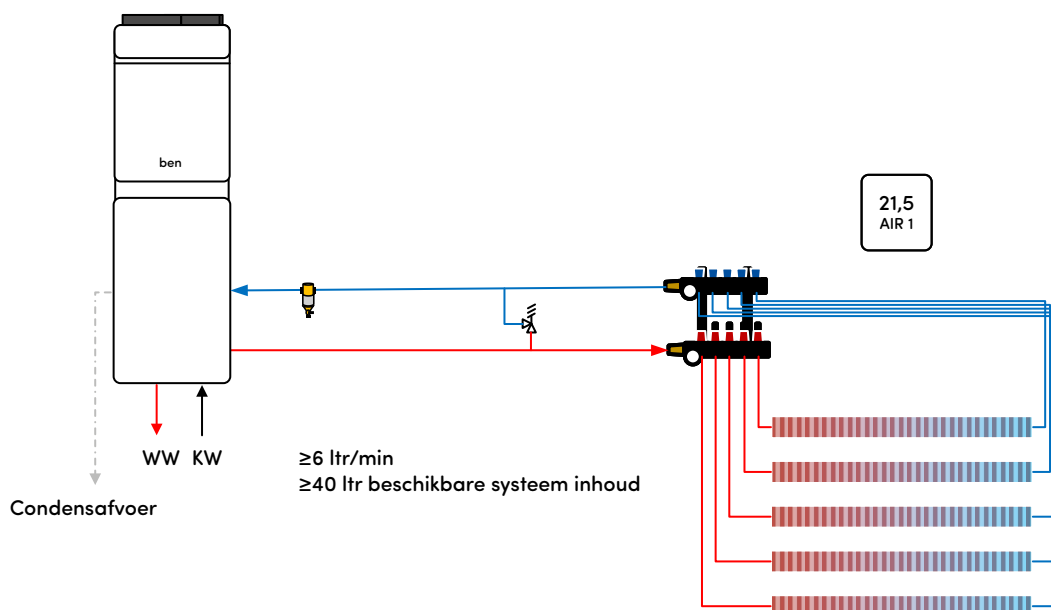 ben
21,5
AIR 1
WW KW
≥6 ltr/min
≥40 ltr beschikbare systeem inhoud
Condensafvoer